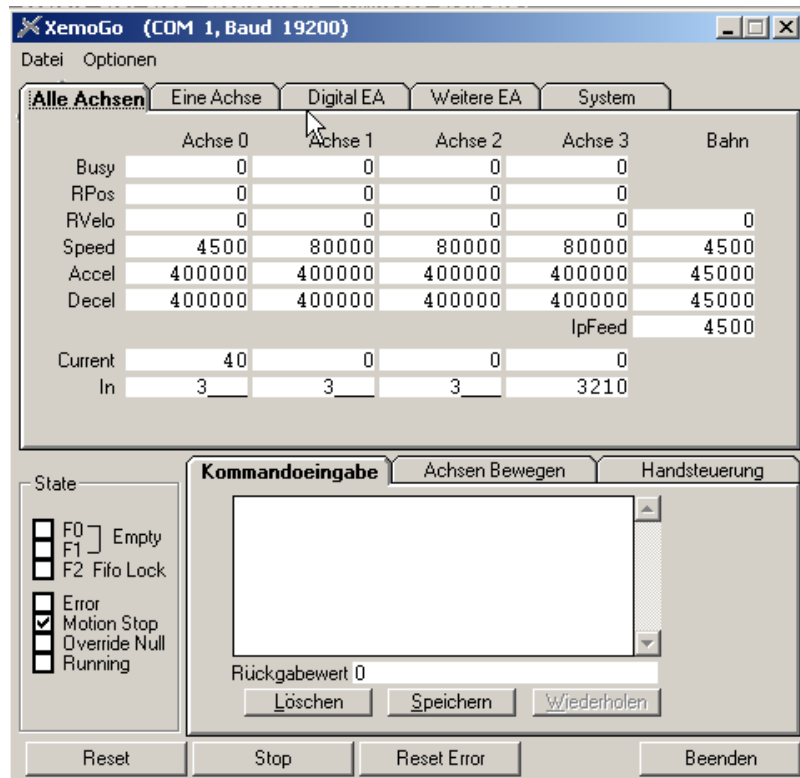 XemoGo (COM 1, Baud 19200)
Datei Optionen
Alle Achsen Eine Achse Digital EA Weitere EA System
Achse 0 Achse 1 Achse 2 Achse 3 Bahn
Busy 0 0 0 0
RPos 0 0 0 0
RVelo 0 0 0 0 0
Speed 4500 80000 80000 80000 4500
Accel 400000 400000 400000 400000 45000
Decel 400000 400000 400000 400000 45000
IpFeed 4500
Current 40 0 0 0
In 3___ 3___ 3___ 3210
Kommandoeingabe Achsen Bewegen Handsteuerung
State
F0
F1 Empty
F2 Fifo Lock
Error
Motion Stop
Override Null
Running
Rückgabewert 0
Löschen Speichern Wiederholen
Reset Stop Reset Error Beenden